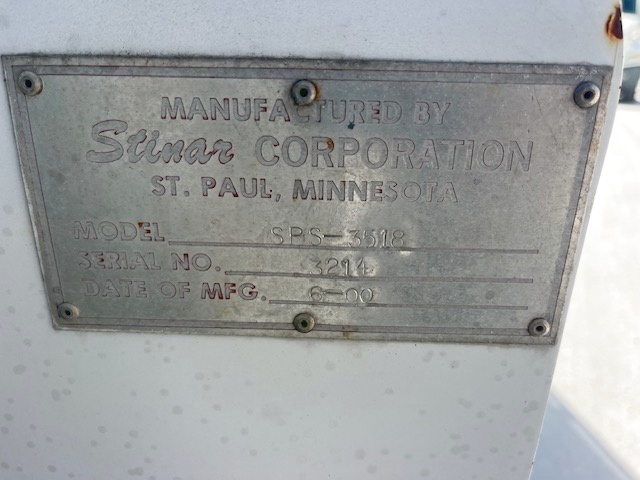 MANUFACTURED BY
Stinar CORPORATION
ST. PAUL, MINNESOTA
MODEL SPS-3518
SERIAL NO. 3214
DATE OF MFG. 6-00